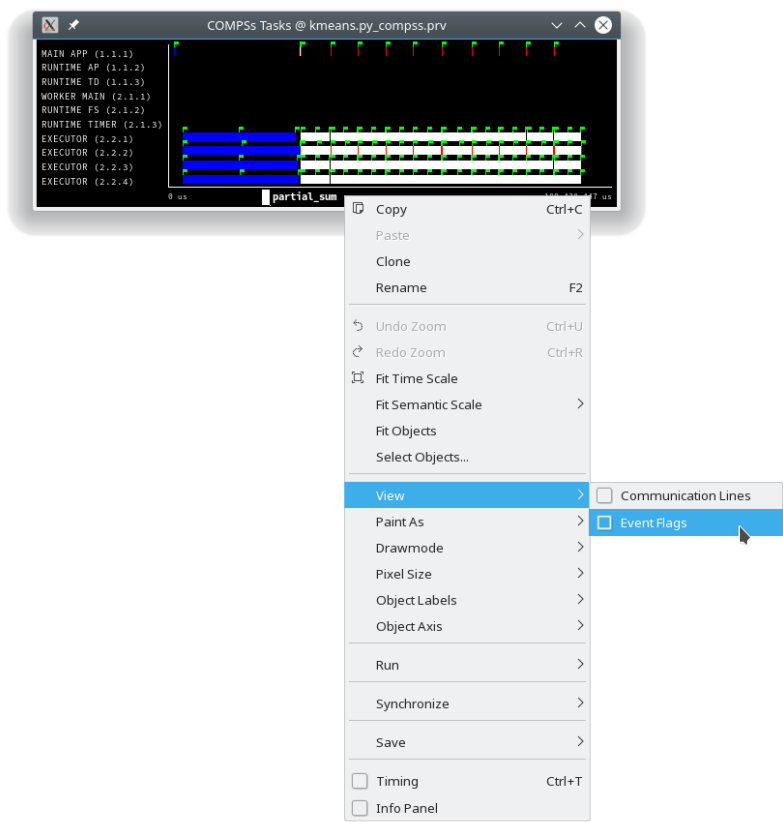 COMPSs Tasks @ kmeans.py_compss.prv
MAIN APP (1.1.1)
RUNTIME AP (1.1.2)
RUNTIME TD (1.1.3)
WORKER MAIN (2.1.1)
RUNTIME FS (2.1.2)
RUNTIME TIMER (2.1.3)
EXECUTOR (2.2.1)
EXECUTOR (2.2.2)
EXECUTOR (2.2.3)
EXECUTOR (2.2.4)
0 us
partial_sum
Copy Ctrl+C
Paste
Clone
Rename F2
Undo Zoom Ctrl+U
Redo Zoom Ctrl+R
Fit Time Scale
Fit Semantic Scale
Fit Objects
Select Objects...
View
Communication Lines
Paint As
Event Flags
Drawmode
Pixel Size
Object Labels
Object Axis
Run
Synchronize
Save
Timing Ctrl+T
Info Panel